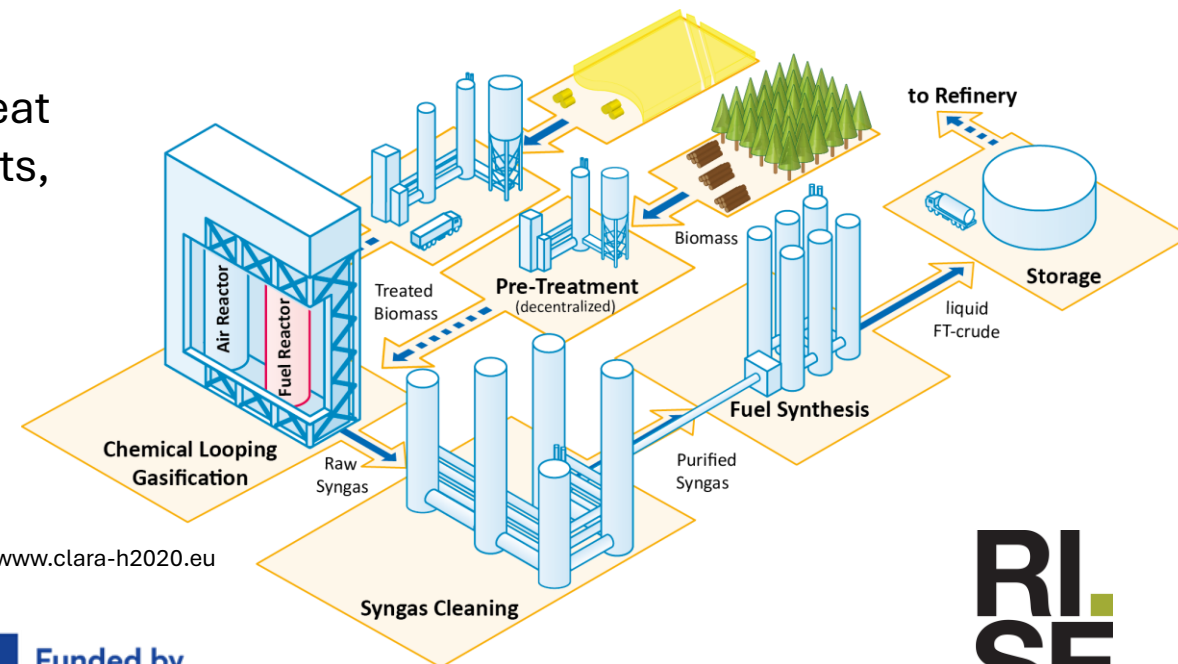 eat
ts,
to Refinery
Storage
Biomass
Pre-Treatment
(decentralized)
Treated
Biomass
Air Reactor
Fuel Reactor
liquid
FT-crude
Fuel Synthesis
Chemical Looping
Gasification
Raw
Syngas
Purified
Syngas
www.clara-h2020.eu
Syngas Cleaning
Funded by
RI.
SE